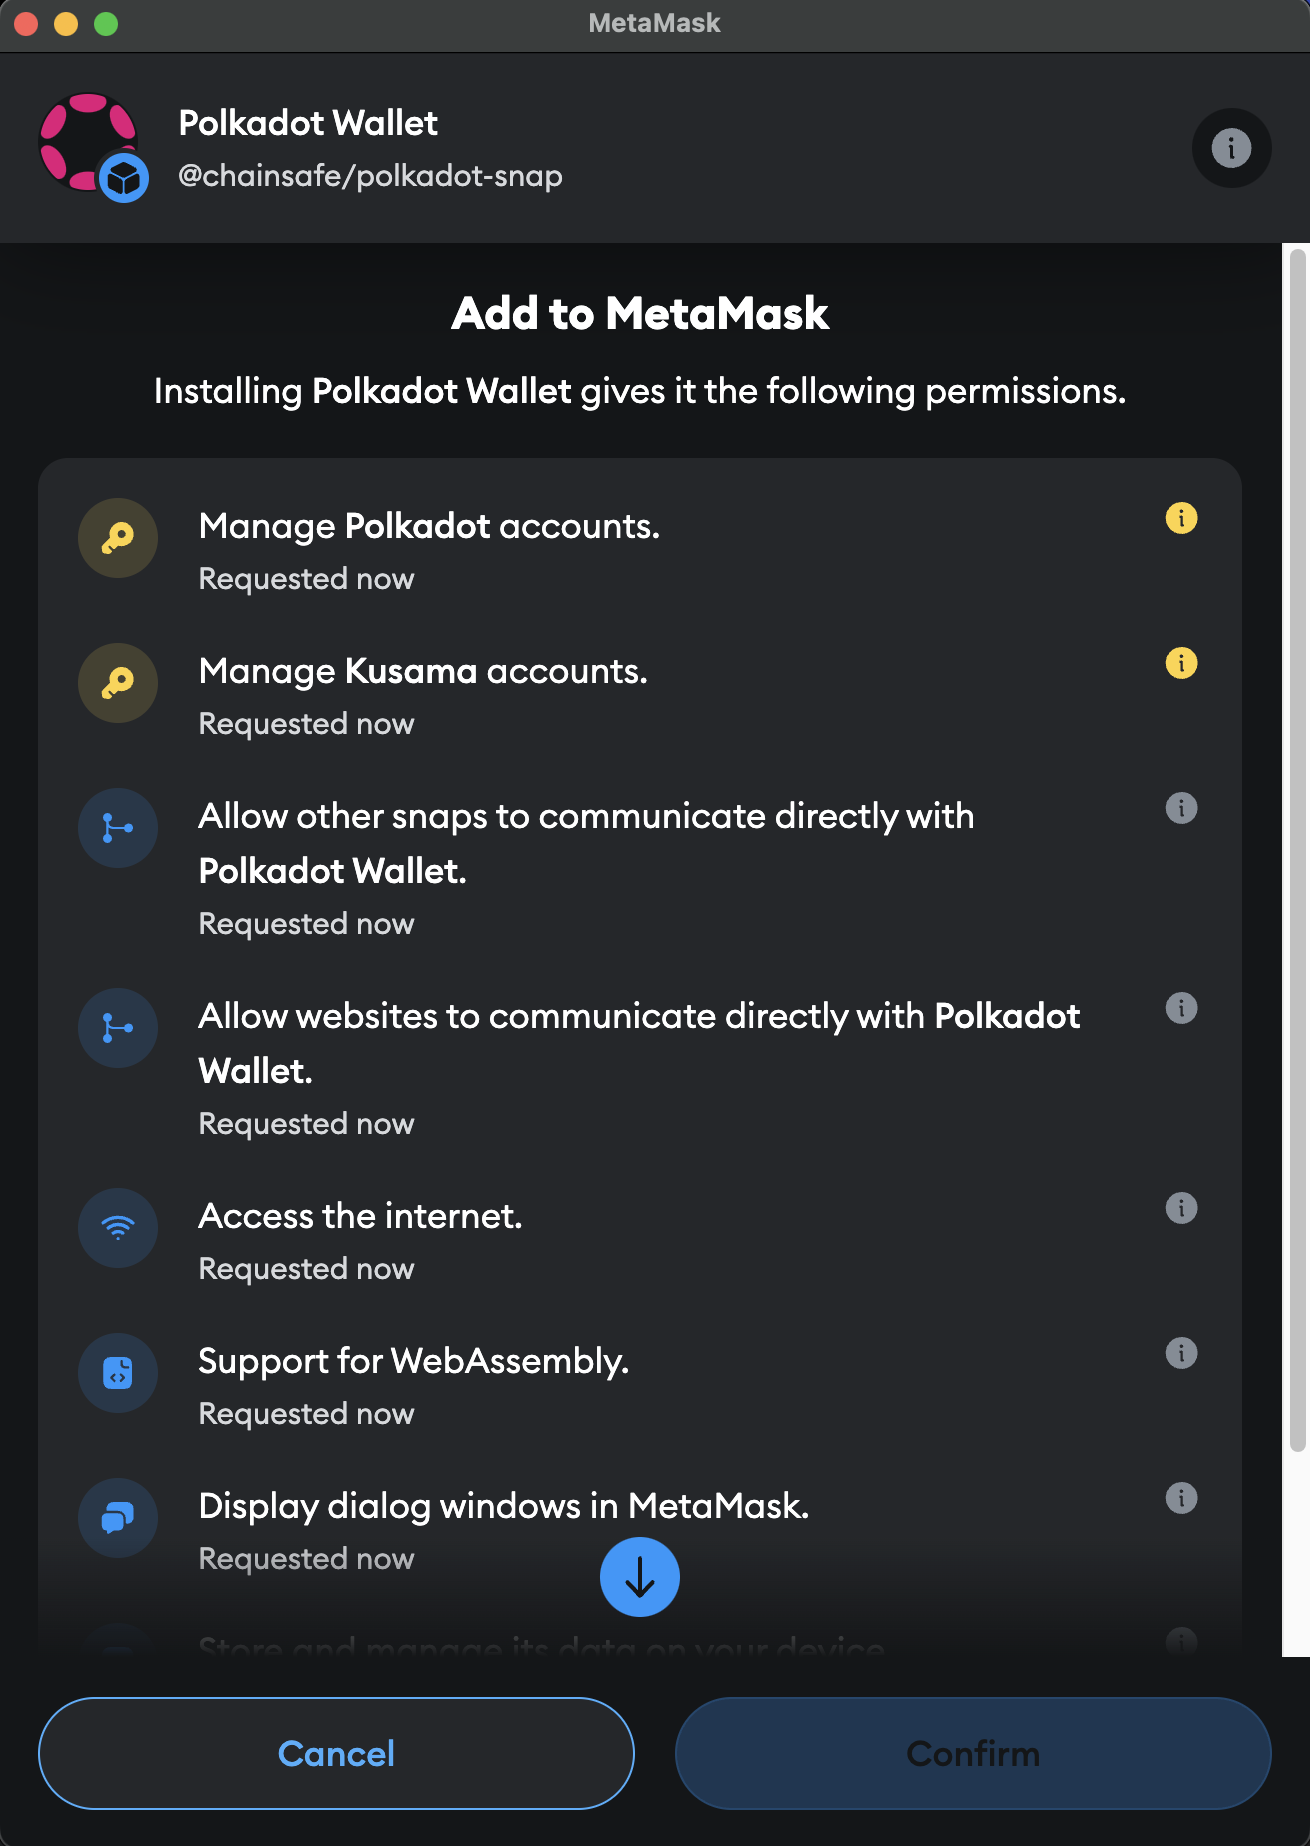 MetaMask
Polkadot Wallet
@chainsafe/polkadot-snap
Add to MetaMask
Installing Polkadot Wallet gives it the following permissions.
Manage Polkadot accounts.
Requested now
Manage Kusama accounts.
Requested now
Allow other snaps to communicate directly with
Polkadot Wallet.
Requested now
Allow websites to communicate directly with Polkadot
Wallet.
Requested now
Access the internet.
Requested now
Support for WebAssembly.
Requested now
Display dialog windows in MetaMask.
Requested now
Store and manage its data on your device
Cancel
Confirm